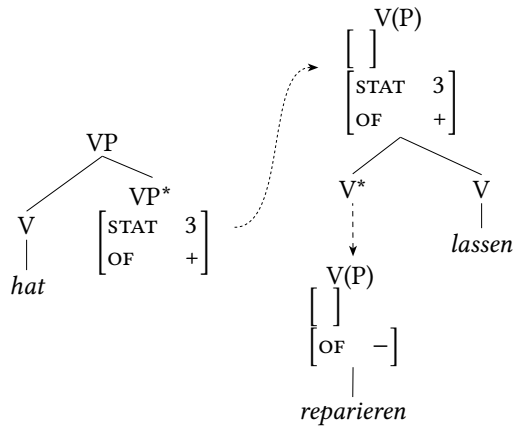 V(P)
[ ]
[STAT 3
OF +]
VP
VP*
V
[STAT 3
OF +]
hat
V*
V
lassen
V(P)
[ ]
[OF −]
reparieren